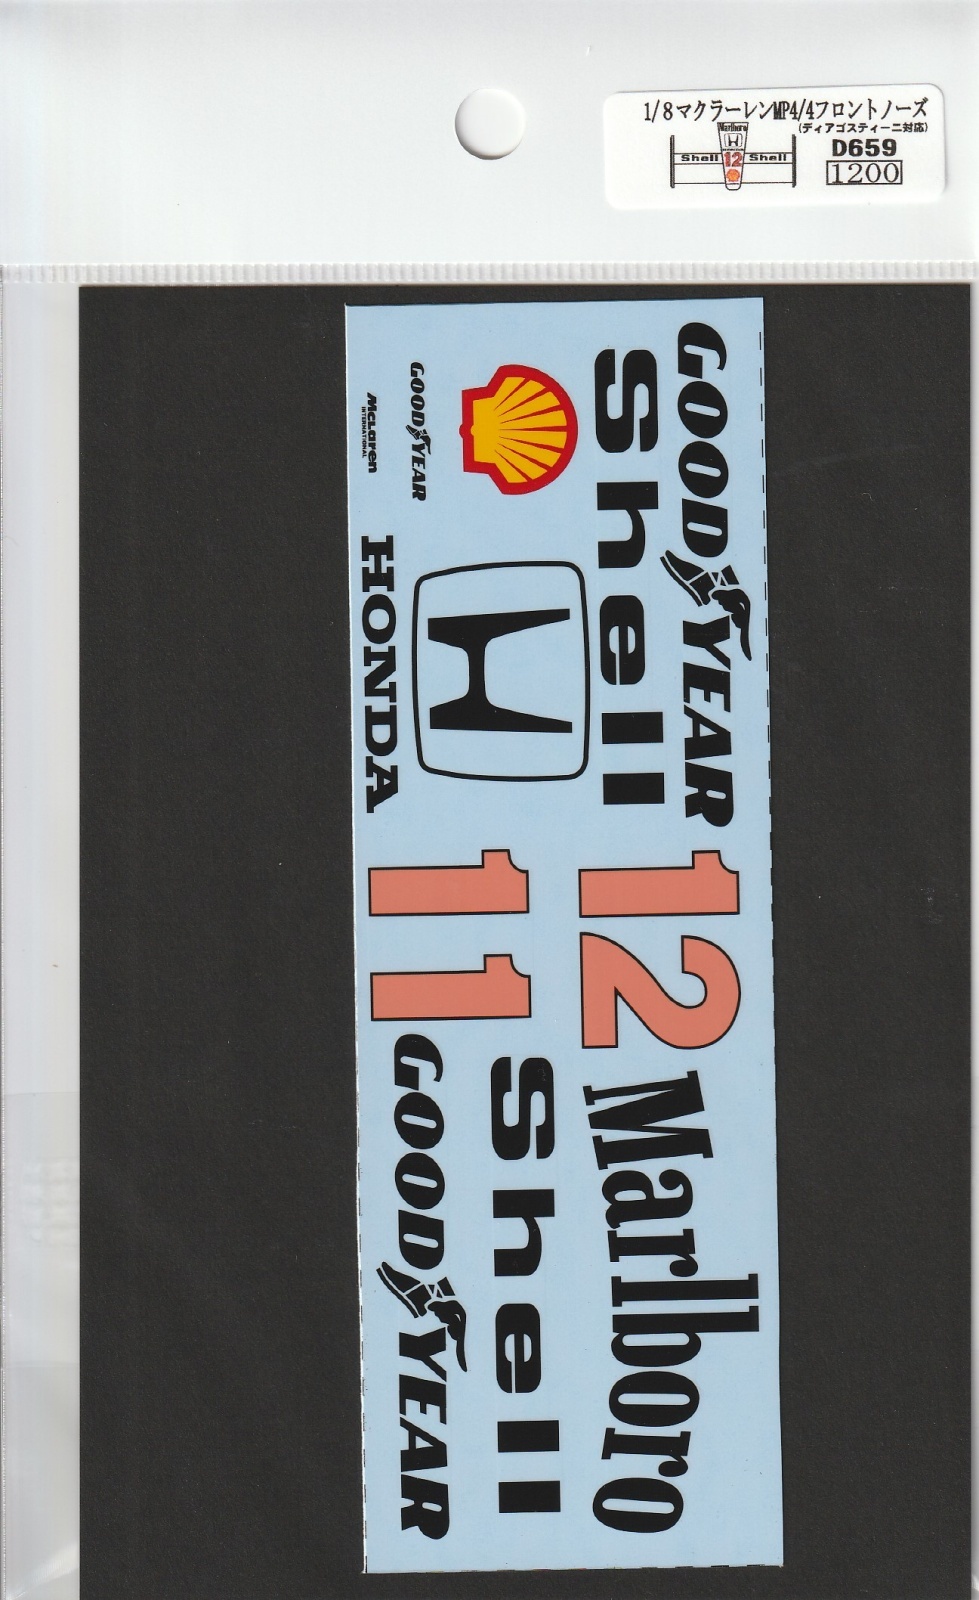 1/8マクラーレンMP4/4フロントノーズ
(ディアゴスティーニ対応)
D659
1200
Marlboro
Shell 12 Shell
GOODYEAR
Shell
GOODYEAR
McLaren
INTERNATIONAL
HONDA
12
11
Marlboro
Shell
GOODYEAR